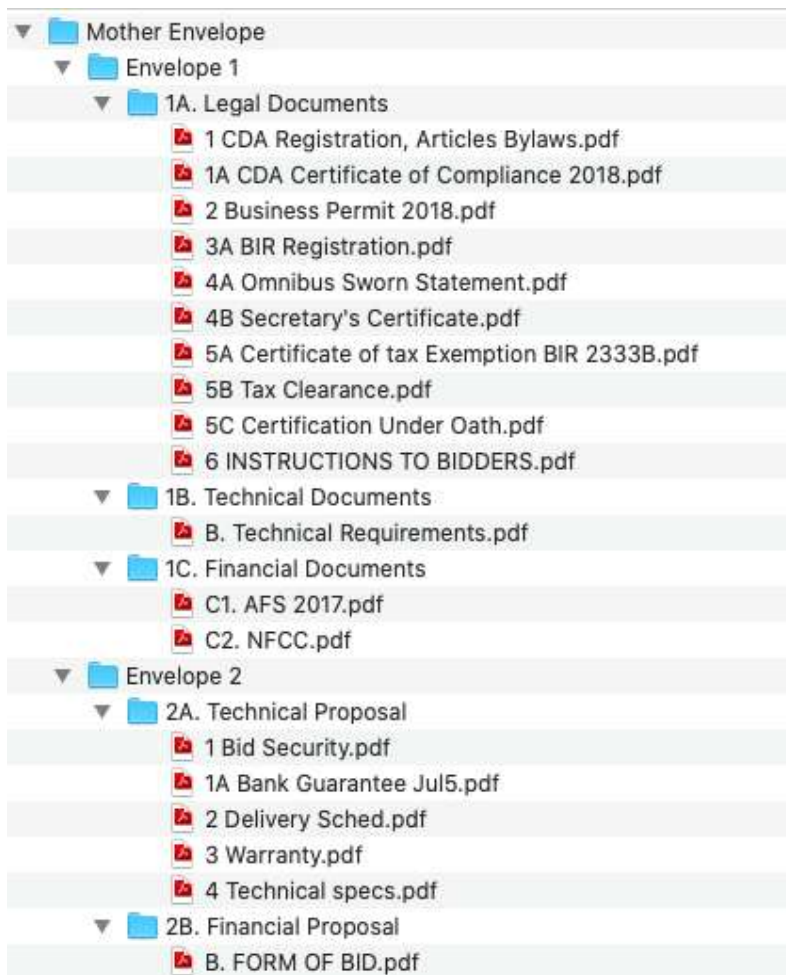 Mother Envelope
Envelope 1
1A. Legal Documents
1 CDA Registration, Articles Bylaws.pdf
1A CDA Certificate of Compliance 2018.pdf
2 Business Permit 2018.pdf
3A BIR Registration.pdf
4A Omnibus Sworn Statement.pdf
4B Secretary's Certificate.pdf
5A Certificate of tax Exemption BIR 2333B.pdf
5B Tax Clearance.pdf
5C Certification Under Oath.pdf
6 INSTRUCTIONS TO BIDDERS.pdf
1B. Technical Documents
B. Technical Requirements.pdf
1C. Financial Documents
C1. AFS 2017.pdf
C2. NFCC.pdf
Envelope 2
2A. Technical Proposal
1 Bid Security.pdf
1A Bank Guarantee Jul5.pdf
2 Delivery Sched.pdf
3 Warranty.pdf
4 Technical specs.pdf
2B. Financial Proposal
B. FORM OF BID.pdf